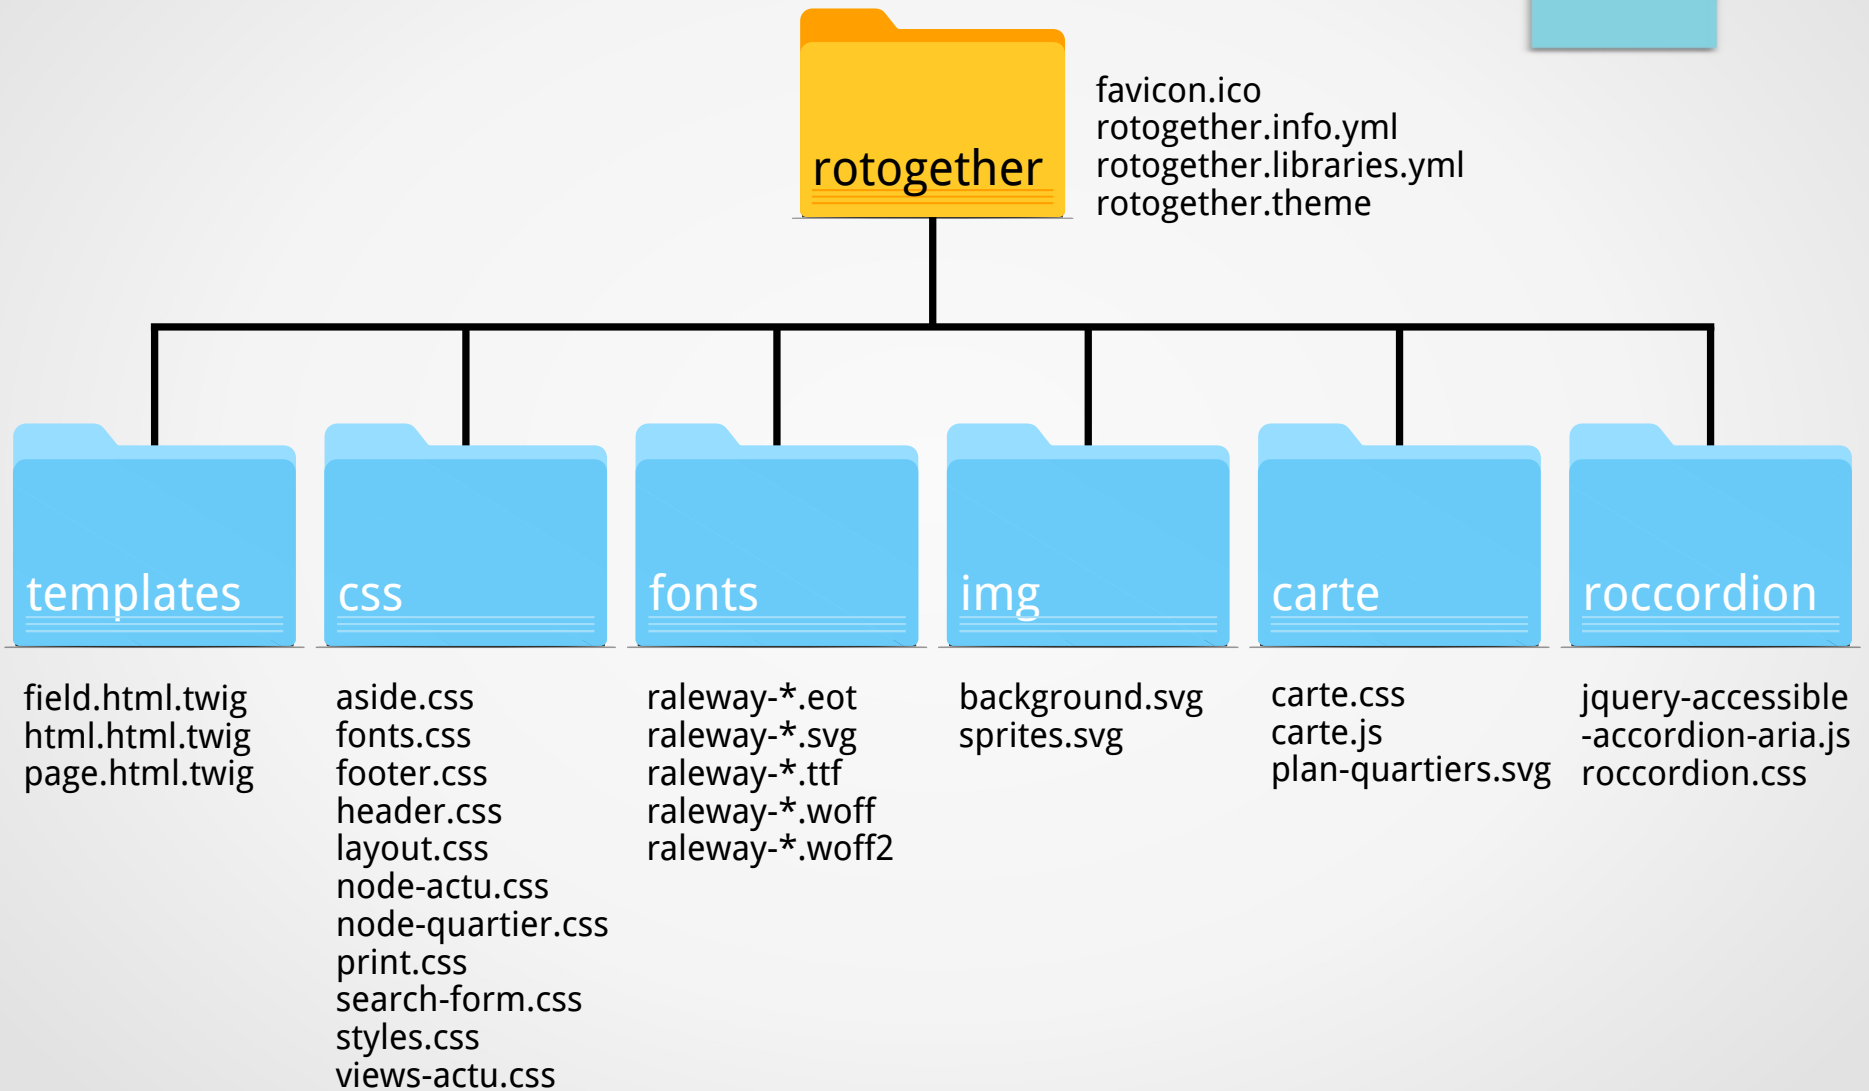 rotogether
favicon.ico
rotogether.info.yml
rotogether.libraries.yml
rotogether.theme
templates
field.html.twig
html.html.twig
page.html.twig
css
aside.css
fonts.css
footer.css
header.css
layout.css
node-actu.css
node-quartier.css
print.css
search-form.css
styles.css
views-actu.css
fonts
raleway-*.eot
raleway-*.svg
raleway-*.ttf
raleway-*.woff
raleway-*.woff2
img
background.svg
sprites.svg
carte
carte.css
carte.js
plan-quartiers.svg
roccordion
jquery-accessible
-accordion-aria.js
roccordion.css